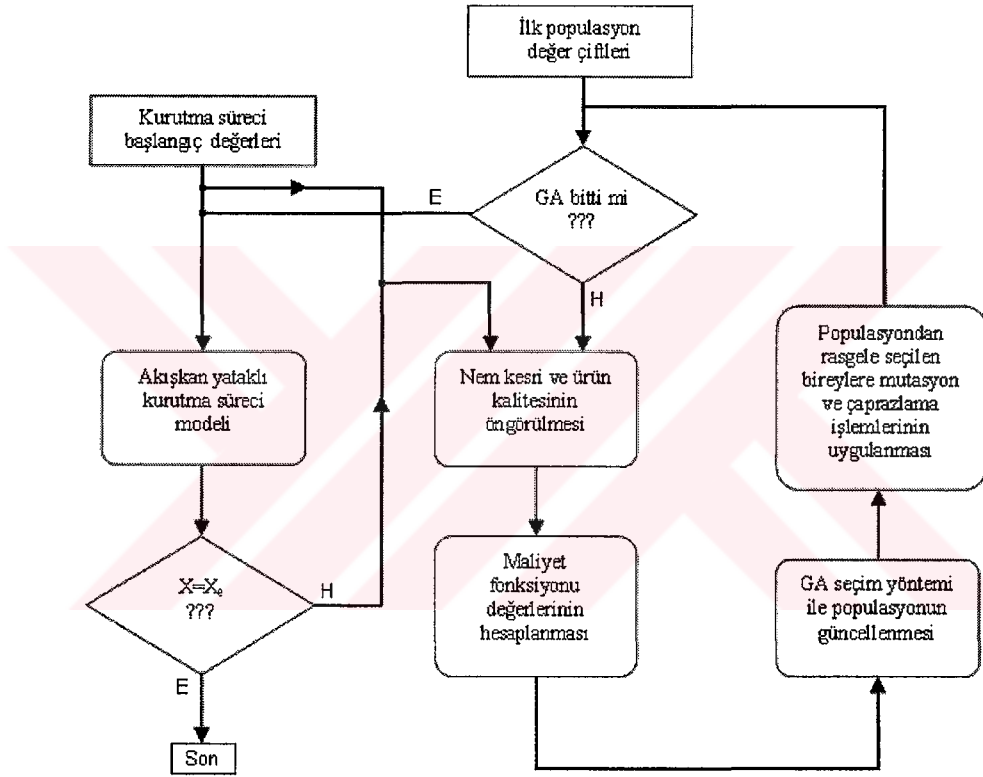 İlk populasyon
değer çiftleri
Kurutma süreci
başlangıç değerleri
E
GA bitti mi
???
H
Akışkan yataklı
kurutma süreci
modeli
Nem kesri ve ürün
kalitesinin
öngörülmesi
Populasyondan
rasgele seçilen
bireylere mutasyon
ve çaprazlama
işlemlerinin
uygulanması
X=Xe
???
H
E
Maliyet
fonksiyonu
değerlerinin
hesaplanması
GA seçim yöntemi
ile populasyonun
güncellenmesi
Son